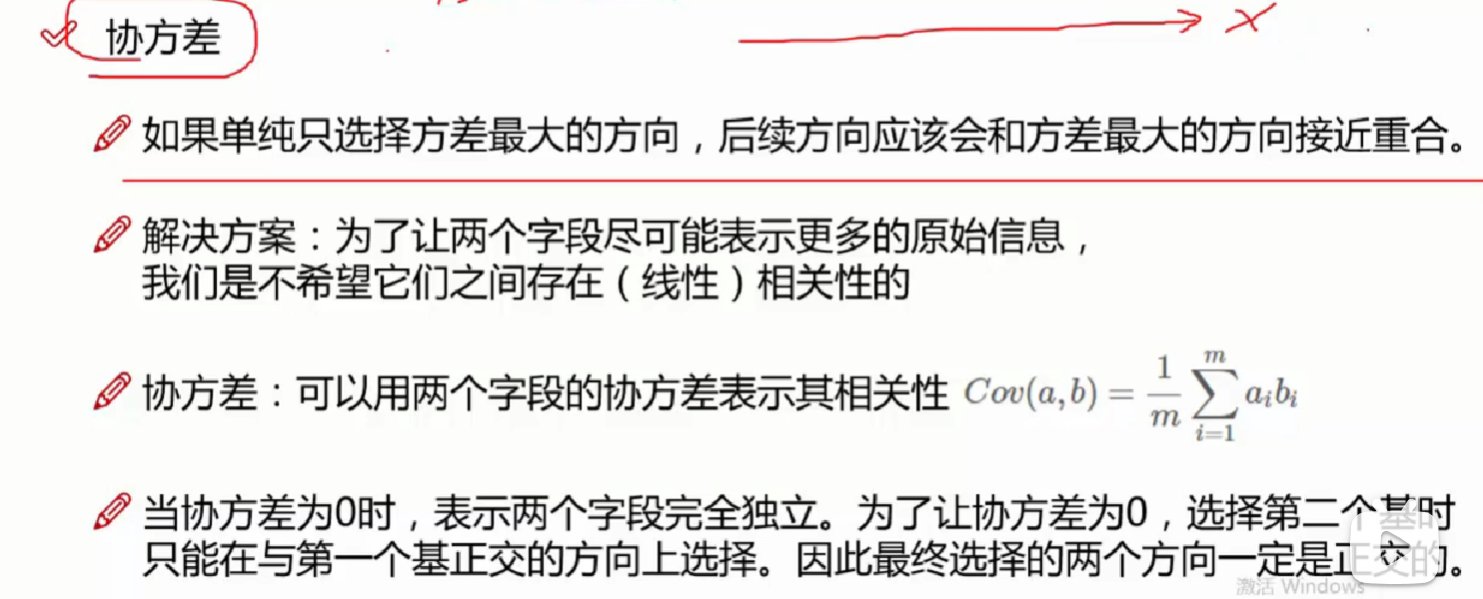 X
协方差
如果单纯只选择方差最大的方向，后续方向应该会和方差最大的方向接近重合。
解决方案：为了让两个字段尽可能表示更多的原始信息，
我们是不希望它们之间存在（线性）相关性的
协方差：可以用两个字段的协方差表示其相关性 Cov(a,b) = \frac{1}{m} \sum_{i=1}^{m} a_i b_i
当协方差为0时，表示两个字段完全独立。为了让协方差为0，选择第二个基时
只能在与第一个基正交的方向上选择。因此最终选择的两个方向一定是正交的。
激活 Windows